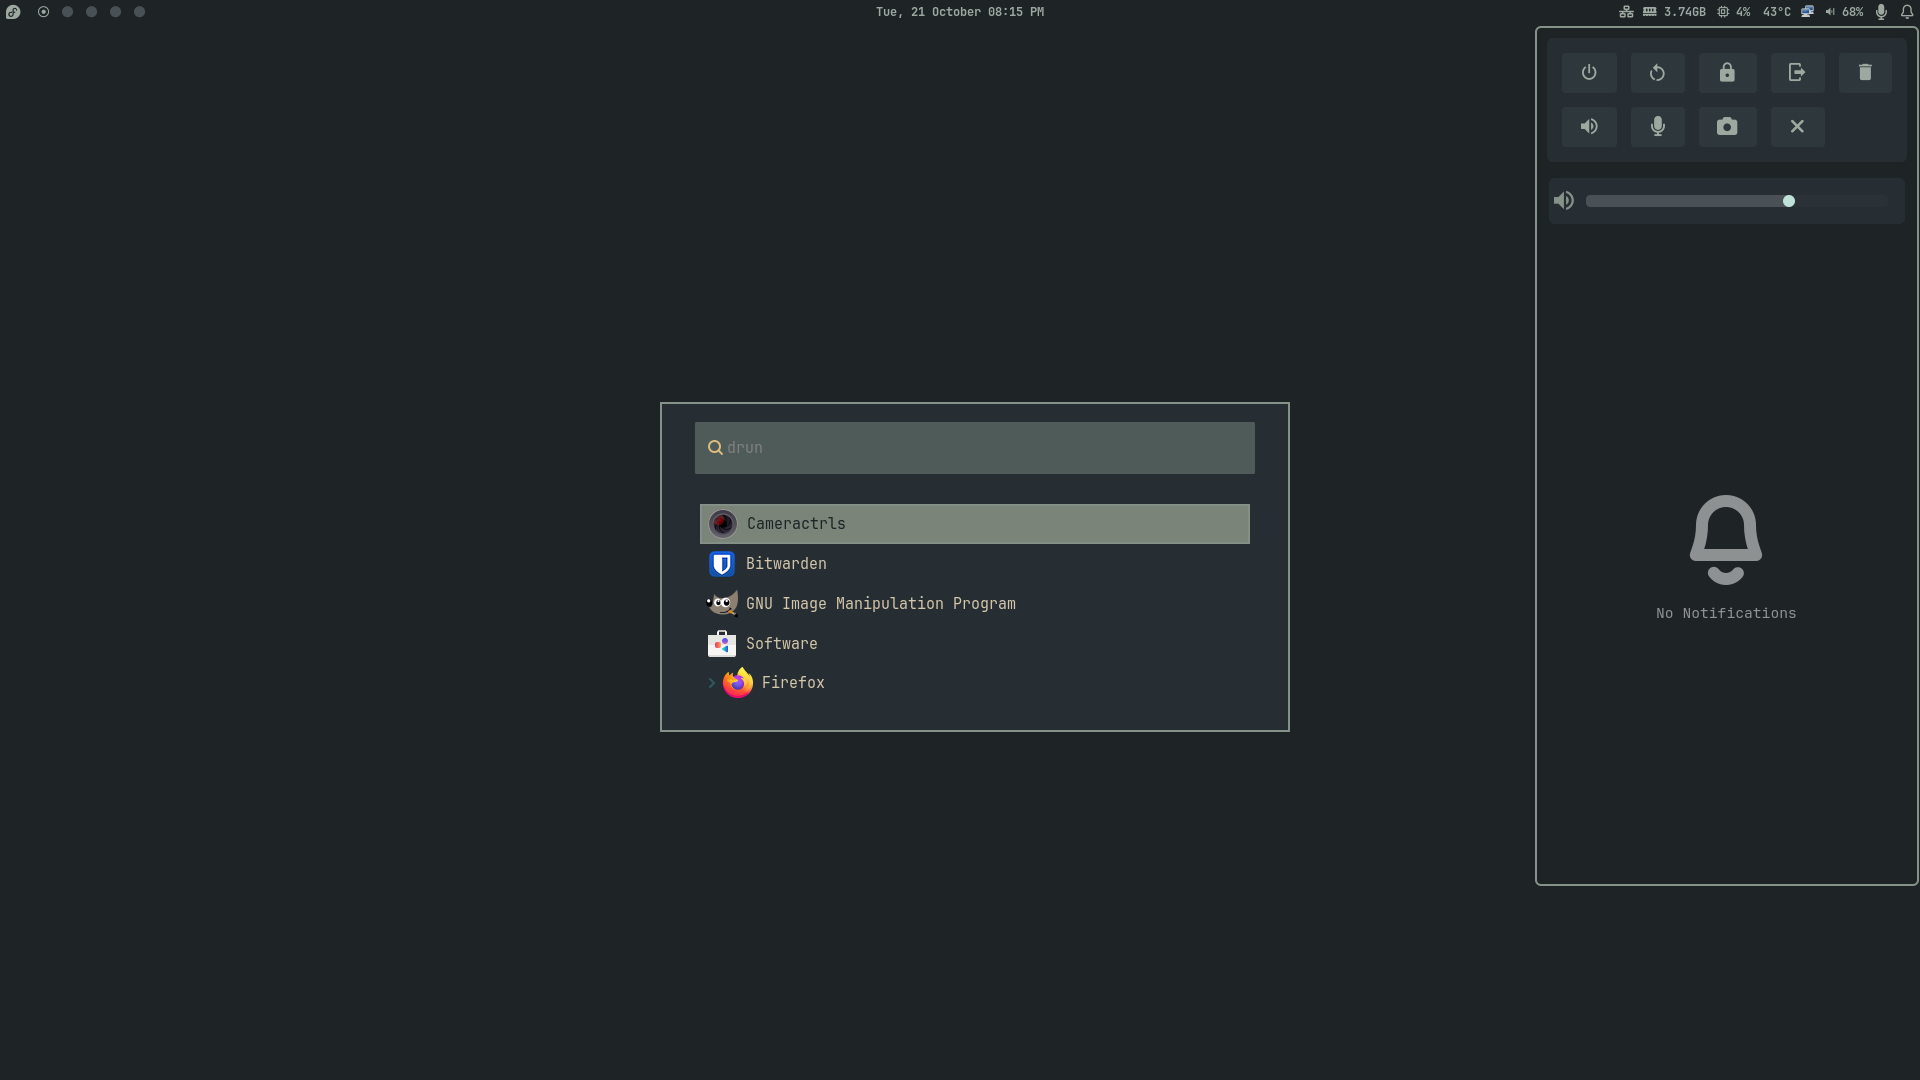 Tue, 21 October 08:15 PM
3.74GB 4% 43°C 68%
drun
Cameractrls
Bitwarden
GNU Image Manipulation Program
Software
Firefox
No Notifications